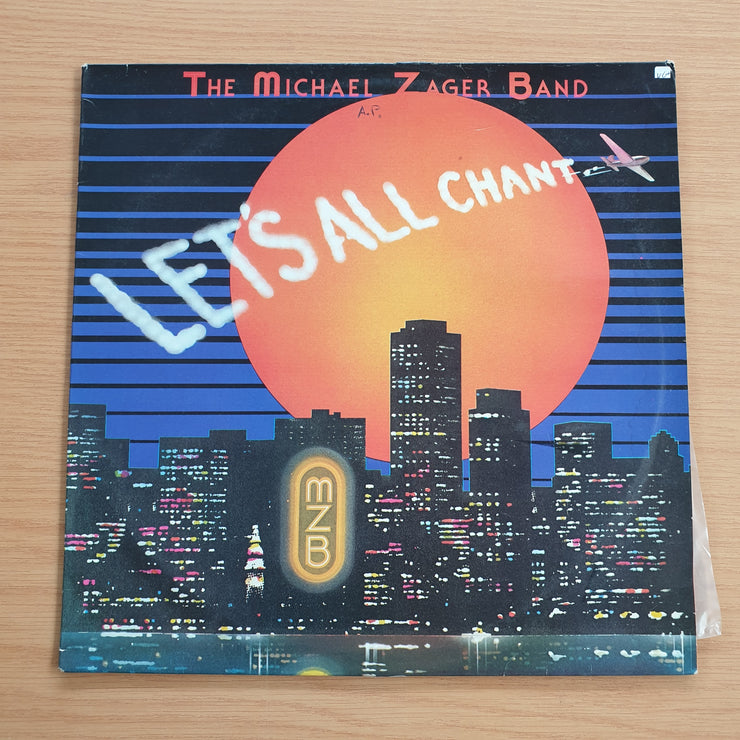 THE MICHAEL ZAGER BAND
A.P.
LET'S ALL CHANT
MZB